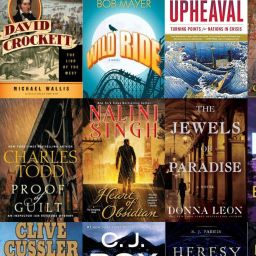 DAVID
CROCKETT
THE LION
OF THE WEST
MICHAEL WALLIS
BOB MAYER
WILD RIDE
UPHEAVAL
TURNING POINTS FOR NATIONS IN CRISIS
CHARLES
TODD
PROOF
OF
GUILT
AN INSPECTOR IAN RUTLEDGE MYSTERY
NALINI
SINGH
Heart of
Obsidian
THE
JEWELS
OF
PARADISE
A NOVEL
DONNA LEON
CLIVE
CUSSLER
C. J.
BOX
S. J. PARRIS
HERESY